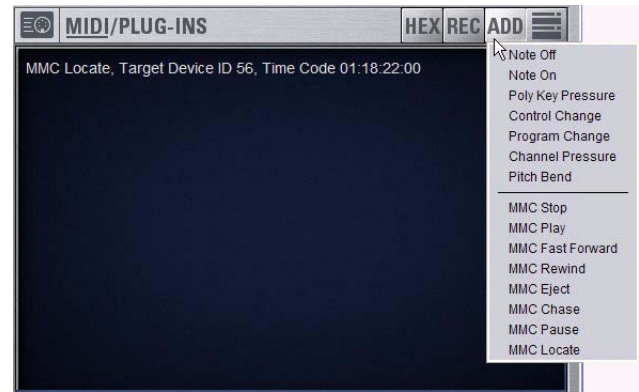 MIDI/PLUG-INS HEX REC ADD
MMC Locate, Target Device ID 56, Time Code 01:18:22:00
Note Off
Note On
Poly Key Pressure
Control Change
Program Change
Channel Pressure
Pitch Bend
MMC Stop
MMC Play
MMC Fast Forward
MMC Rewind
MMC Eject
MMC Chase
MMC Pause
MMC Locate